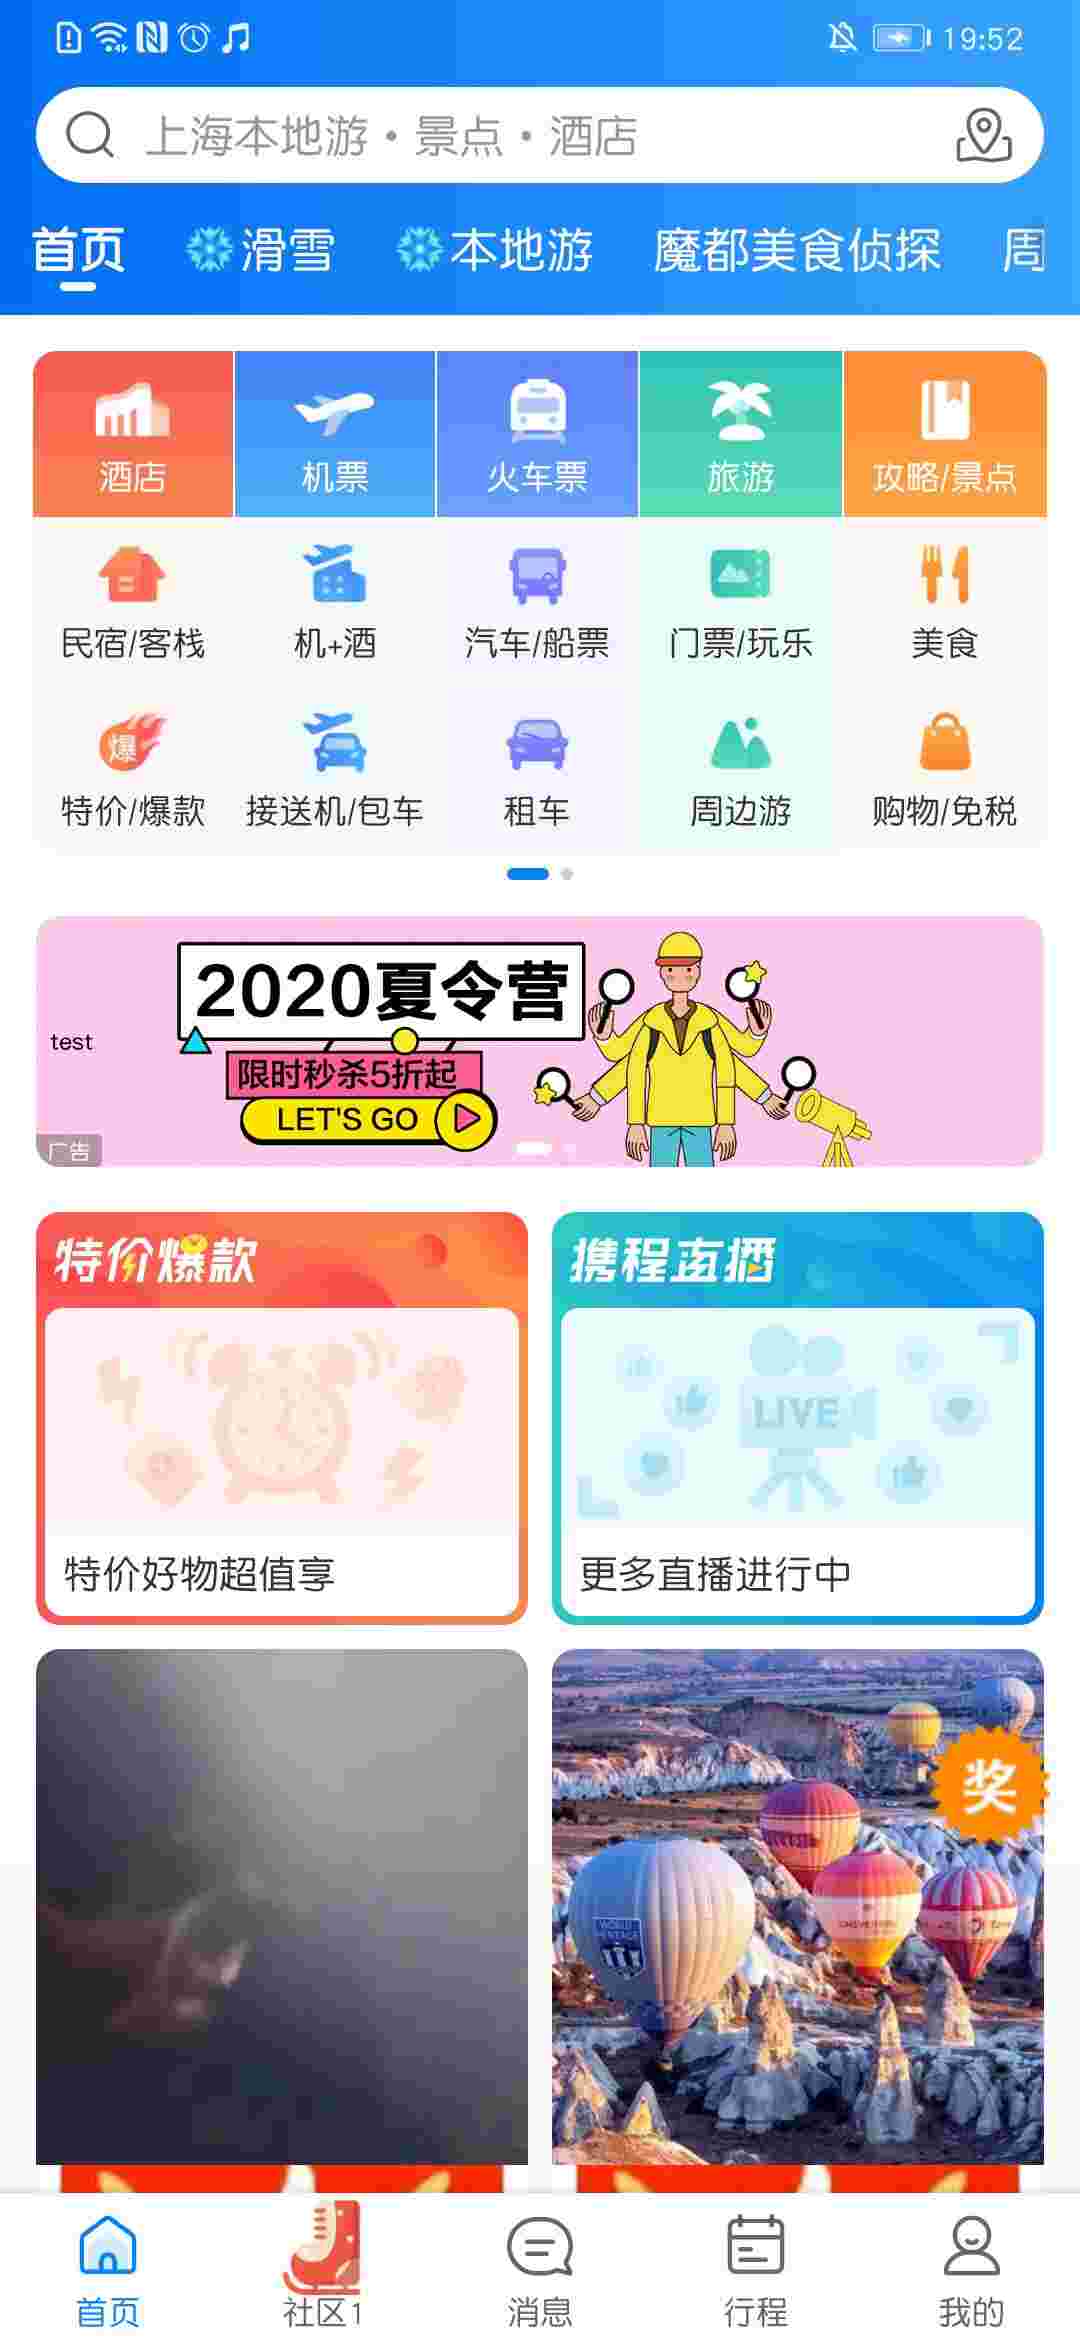 19:52
上海本地游·景点·酒店
首页 滑雪 本地游 魔都美食侦探 周
酒店 机票 火车票 旅游 攻略/景点
民宿/客栈 机+酒 汽车/船票 门票/玩乐 美食
爆
特价/爆款 接送机/包车 租车 周边游 购物/免税
2020夏令营
test
限时秒杀5折起
LET'S GO
广告
特价爆款 携程直播
LIVE
特价好物超值享 更多直播进行中
奖
首页 社区1 消息 行程 我的